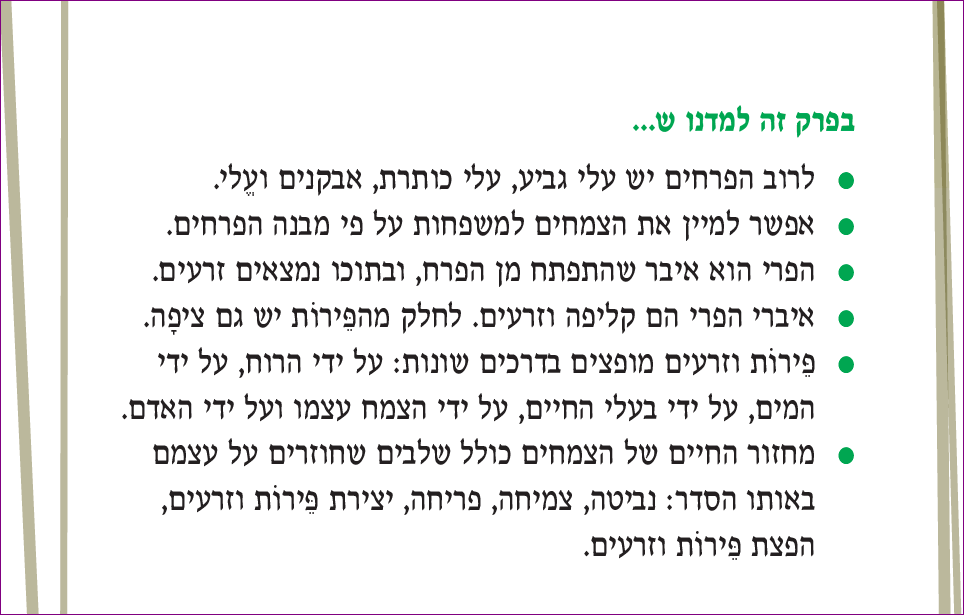 בפרק זה למדנו ש...
● לרוב הפרחים יש עלי גביע, עלי כותרת, אבקנים ועֱלי.
● אפשר למיין את הצמחים למשפחות על פי מבנה הפרחים.
● הפרי הוא איבר שהתפתח מן הפרח, ובתוכו נמצאים זרעים.
● איברי הפרי הם קליפה וזרעים. לחלק מהפֵּירוֹת יש גם ציפָה.
● פֵּירוֹת וזרעים מופצים בדרכים שונות: על ידי הרוח, על ידי
המים, על ידי בעלי החיים, על ידי הצמח עצמו ועל ידי האדם.
● מחזור החיים של הצמחים כולל שלבים שחוזרים על עצמם
באותו הסדר: נביטה, צמיחה, פריחה, יצירת פֵּירוֹת וזרעים,
הפצת פֵּירוֹת וזרעים.